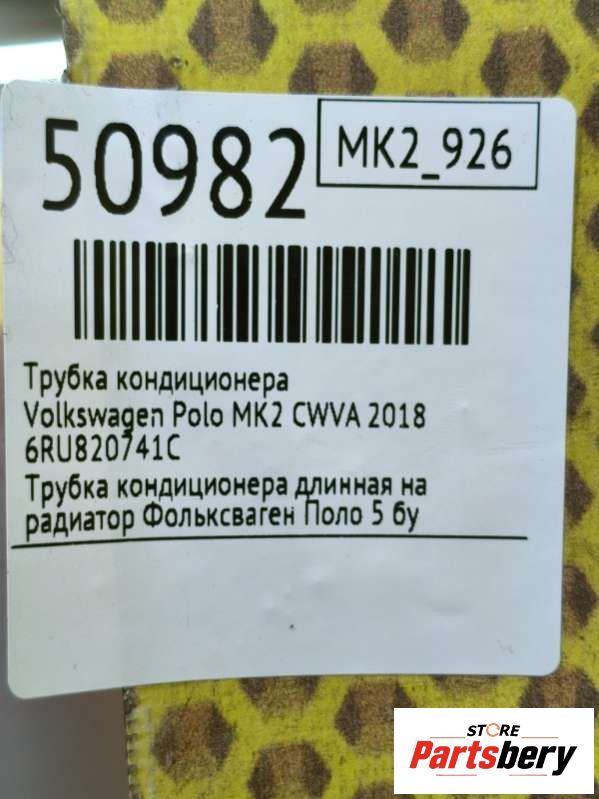 50982
MK2_926
Трубка кондиционера
Volkswagen Polo MK2 CWVA 2018
6RU820741C
Трубка кондиционера длинная на
радиатор Фольксваген Поло 5 бу
STORE
Partsbery